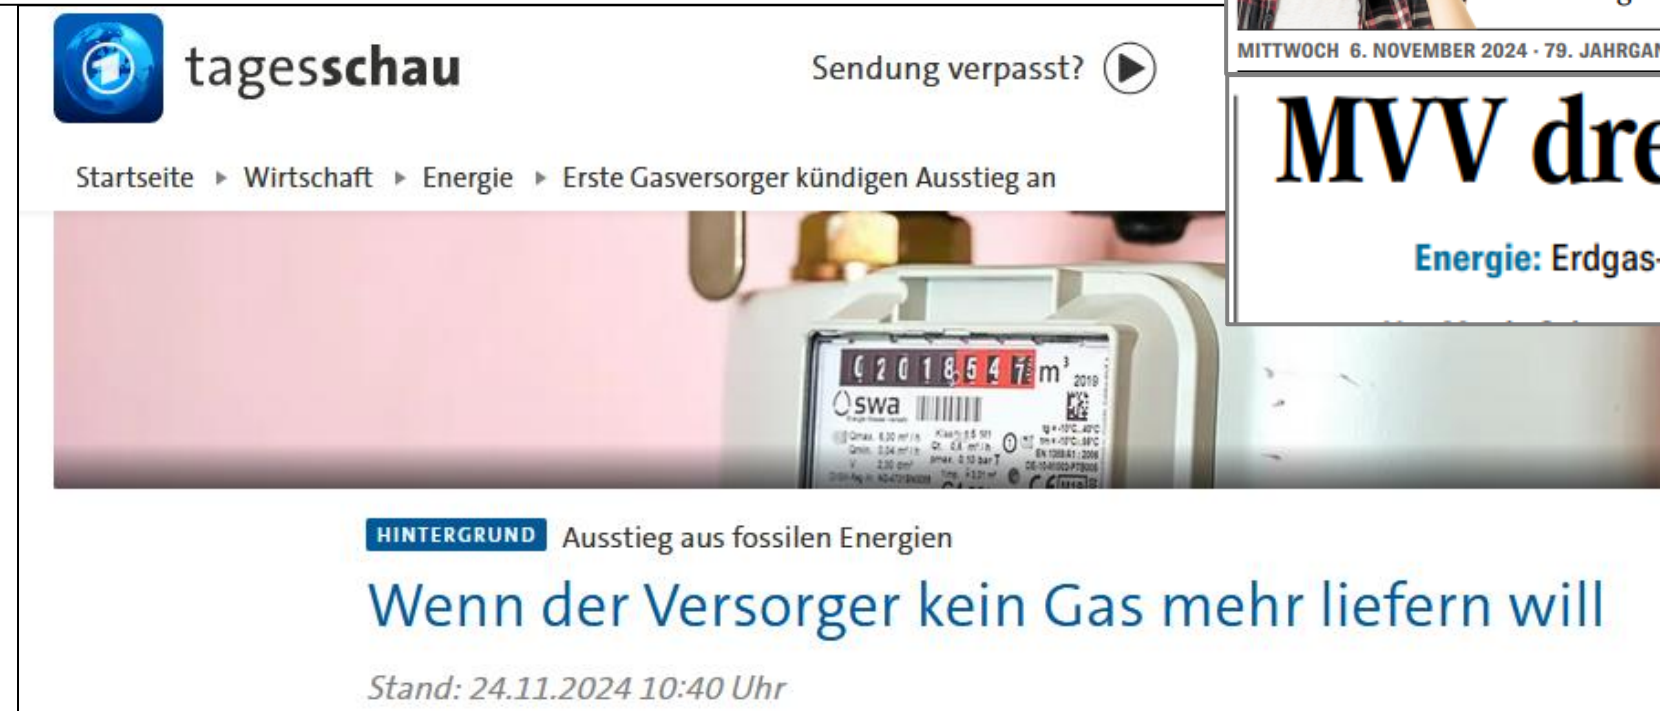 tagesschau
Sendung verpasst?
Startseite ▸ Wirtschaft ▸ Energie ▸ Erste Gasversorger kündigen Ausstieg an
MITTWOCH 6. NOVEMBER 2024 · 79. JAHRGAN
MVV dre
Energie: Erdgas-
m³
2019
swa
HINTERGRUND Ausstieg aus fossilen Energien
Wenn der Versorger kein Gas mehr liefern will
Stand: 24.11.2024 10:40 Uhr